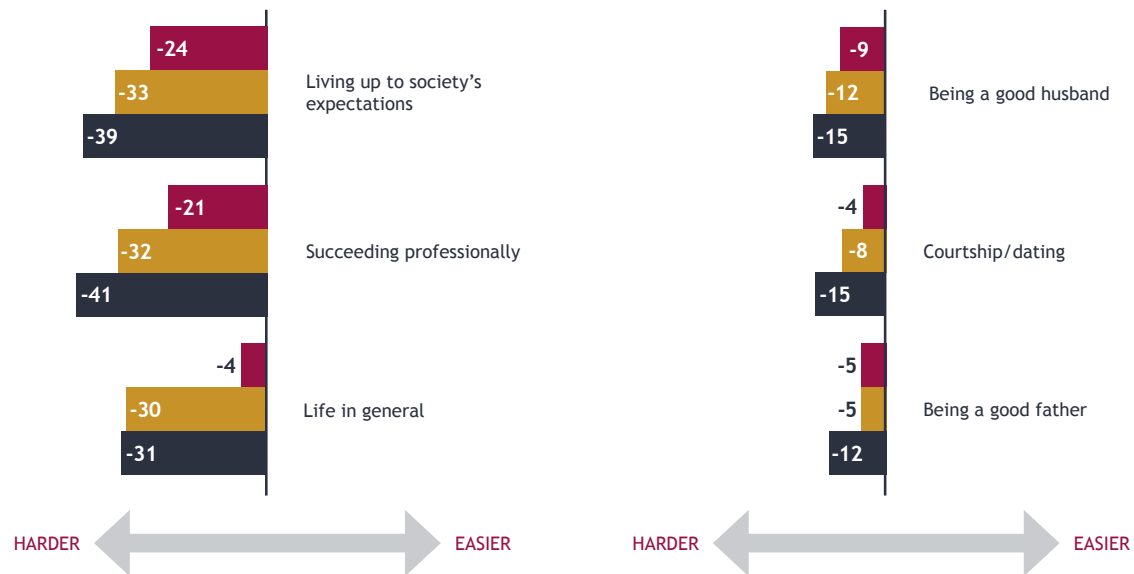 -24
-33
-39
Living up to society’s
expectations
-21
-32
-41
Succeeding professionally
-4
-30
-31
Life in general
HARDER
EASIER
-9
-12
-15
Being a good husband
-4
-8
-15
Courtship/dating
-5
-5
-12
Being a good father
HARDER
EASIER